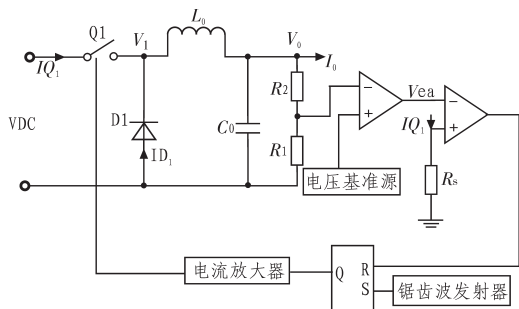 L₀
Q1
V₁
V₀
I₀
IQ₁
R2
Vea
VDC
D1
C0
IQ₁
ID₁
R1
Rs
电压基准源
电流放大器
Q
R
S
锯齿波发射器
−
+
−
+